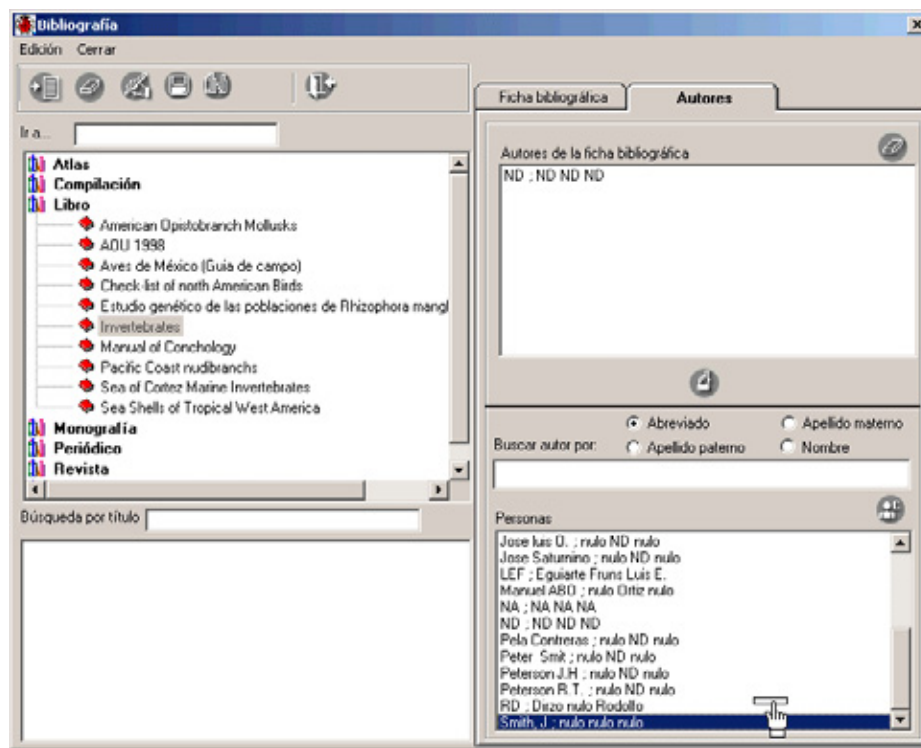 Bibliografía
Edición Cerrar
Ir a...
Atlas
Compilación
Libro
American Opistobranch Mollusks
AOU 1998
Aves de México (Guia de campo)
Check-list of north American Birds
Estudio genético de las poblaciones de Rhizophora mangl
Invertebrates
Manual of Conchology
Pacific Coast nudibranchs
Sea of Cortez Marine Invertebrates
Sea Shells of Tropical West America
Monografía
Periódico
Revista
Búsqueda por título
Ficha bibliográfica Autores
Autores de la ficha bibliográfica
ND ; ND ND ND
Buscar autor por:
Abreviado Apellido materno
Apellido paterno Nombre
Personas
Jose luis O. ; nulo ND nulo
Jose Saturnino ; nulo ND nulo
LEF ; Eguiarte Fruns Luis E.
Manuel ABO ; nulo Ortiz nulo
NA ; NA NA NA
ND ; ND ND ND
Pela Contreras ; nulo ND nulo
Peter Smit ; nulo ND nulo
Peterson J.H ; nulo ND nulo
Peterson R.T. ; nulo ND nulo
RD ; Dirzo nulo Rodolfo
Smith, J ; nulo nulo nulo